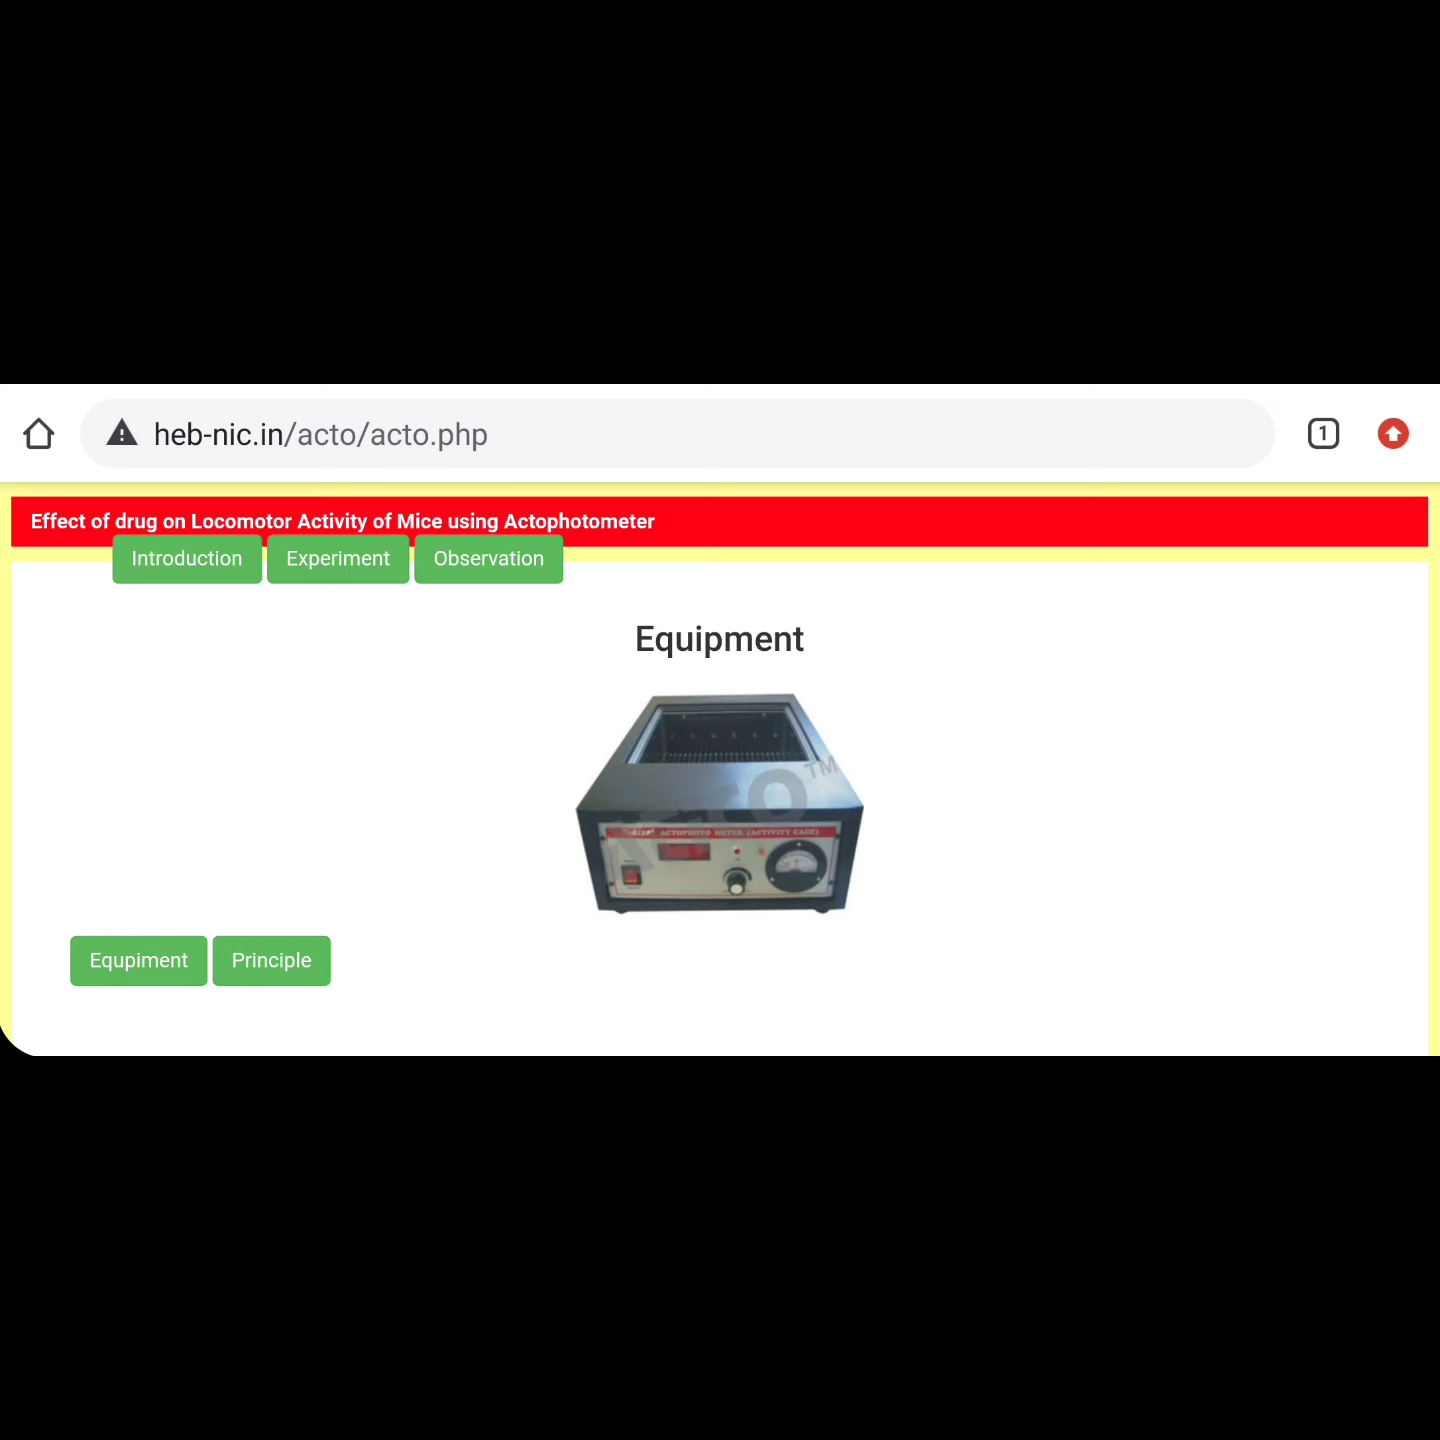 heb-nic.in/acto/acto.php
1
Effect of drug on Locomotor Activity of Mice using Actophotometer
Introduction Experiment Observation
Equipment
TM
ACTOPHOTO METER (ACTIVITY CAGE)
Equpiment Principle